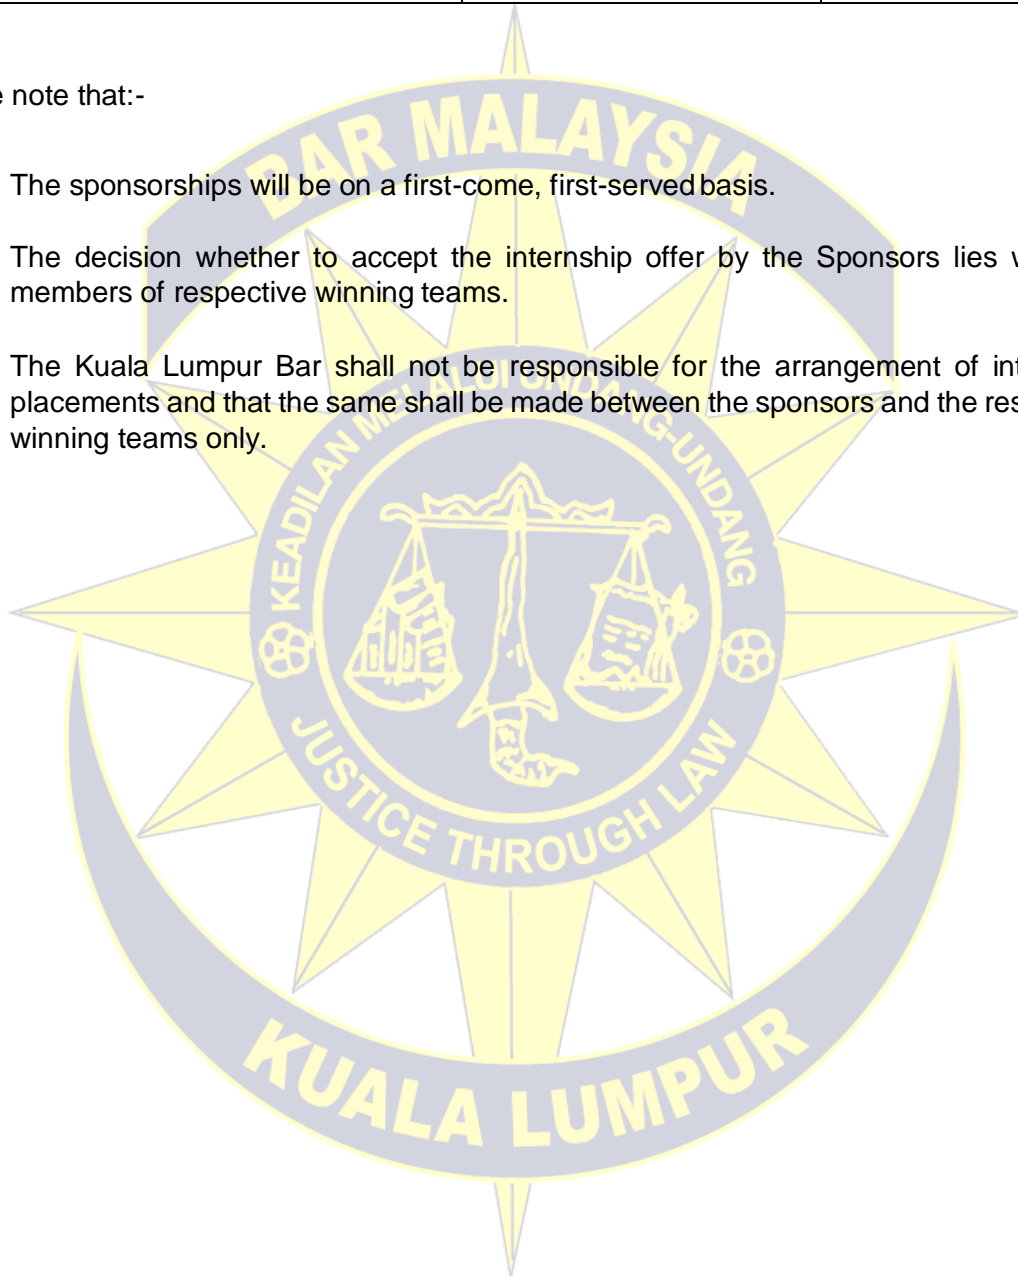 e note that:-
The sponsorships will be on a first-come, first-served basis.
The decision whether to accept the internship offer by the Sponsors lies w
members of respective winning teams.
The Kuala Lumpur Bar shall not be responsible for the arrangement of int
placements and that the same shall be made between the sponsors and the res
winning teams only.
BAR MALAYSIA
KEADILAN MELALUI UNDANG-UNDANG
JUSTICE THROUGH LAW
KUALA LUMPUR